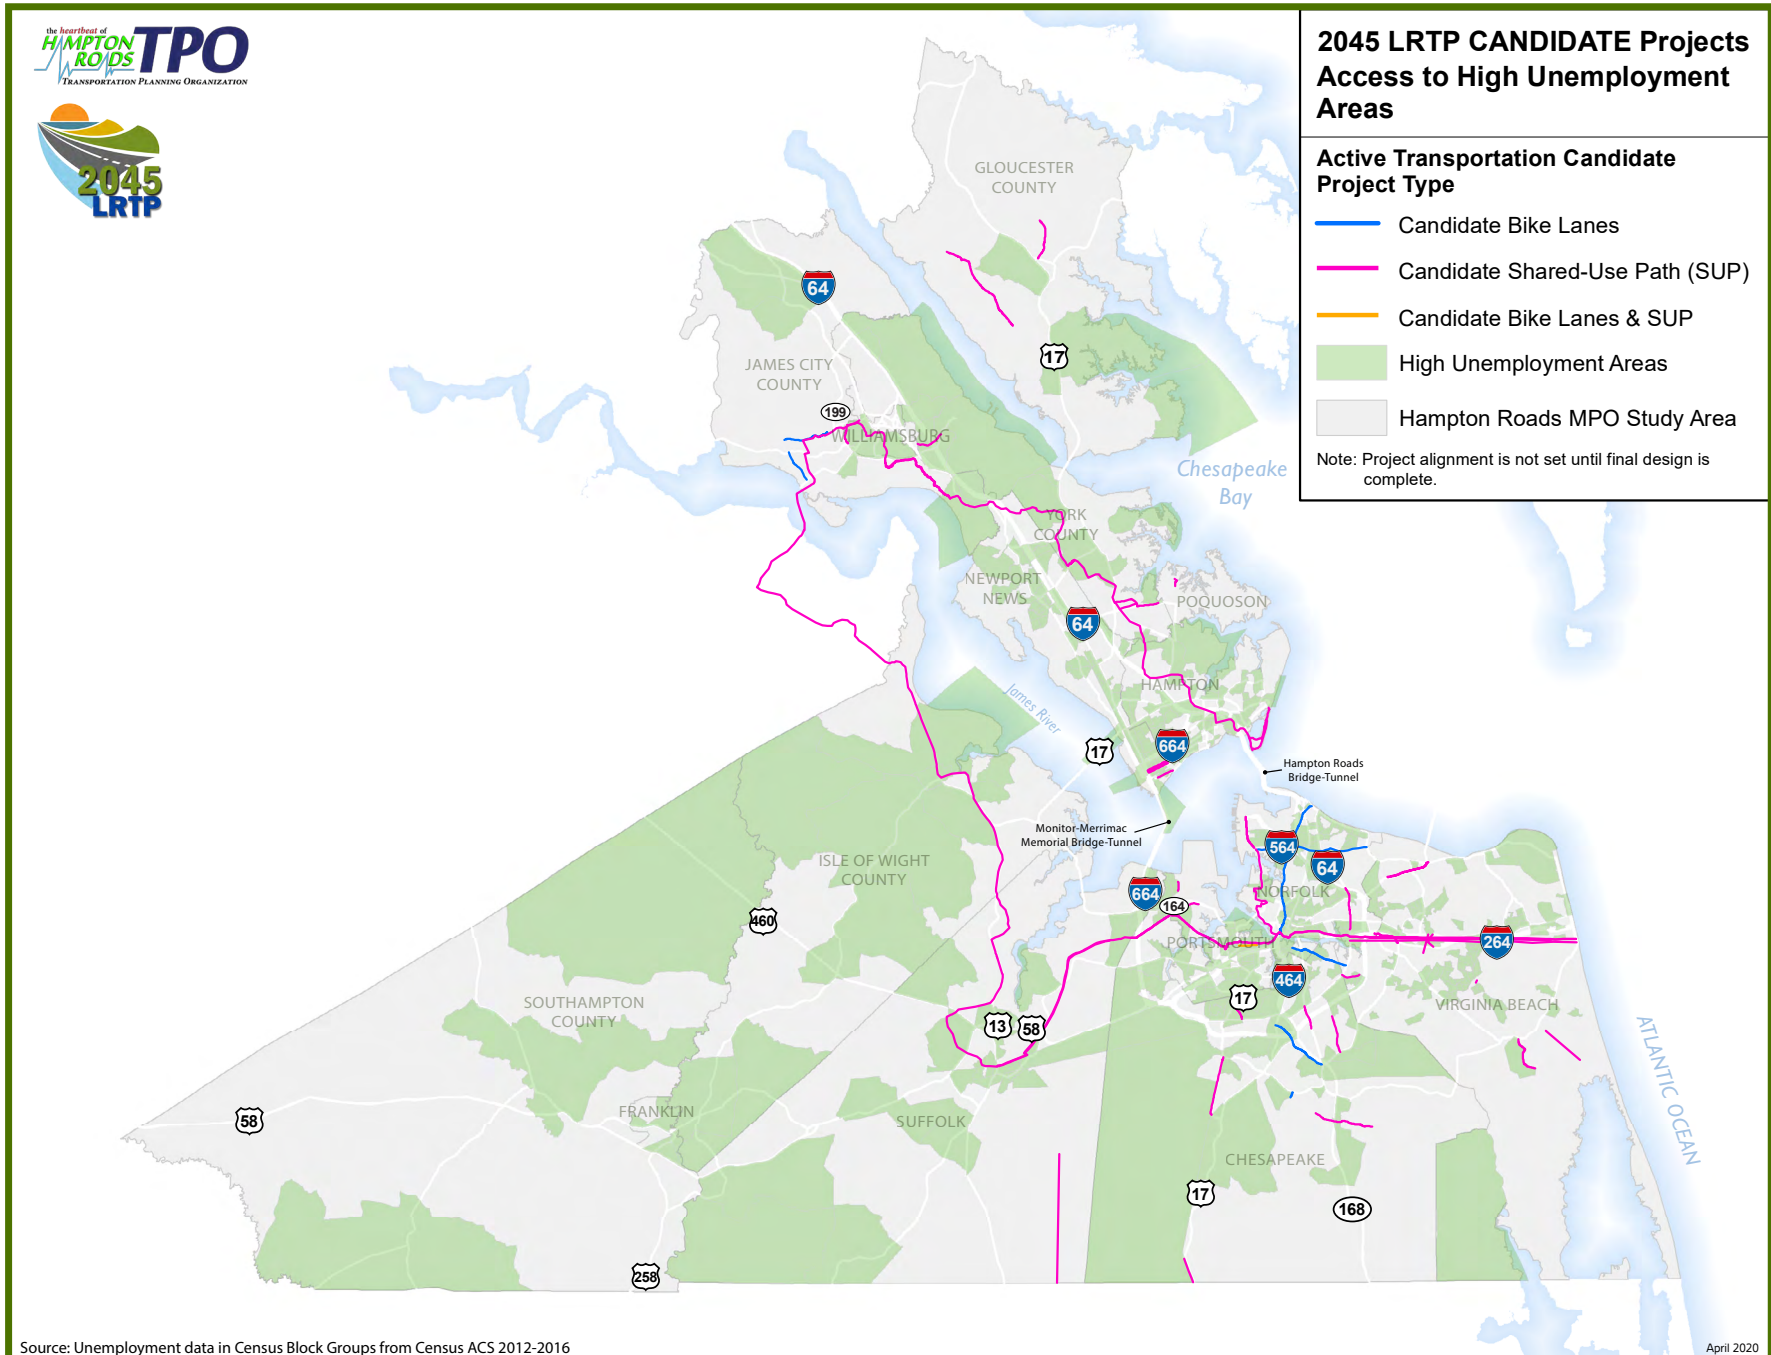 the heartbeat of
HAMPTON
ROADS
TPO
TRANSPORTATION PLANNING ORGANIZATION
2045
LRTP
2045 LRTP CANDIDATE Projects
Access to High Unemployment
Areas
Active Transportation Candidate
Project Type
Candidate Bike Lanes
Candidate Shared-Use Path (SUP)
Candidate Bike Lanes & SUP
High Unemployment Areas
Hampton Roads MPO Study Area
Note: Project alignment is not set until final design is
complete.
GLOUCESTER
COUNTY
64
17
JAMES CITY
COUNTY
199
WILLIAMSBURG
Chesapeake
Bay
YORK
COUNTY
NEWPORT
NEWS
POQUOSON
64
HAMPTON
James River
17
664
Hampton Roads
Bridge-Tunnel
Monitor-Merrimac
Memorial Bridge-Tunnel
564
64
ISLE OF WIGHT
COUNTY
664
164
NORFOLK
460
PORTSMOUTH
264
464
17
SOUTHAMPTON
COUNTY
13
58
VIRGINIA BEACH
ATLANTIC OCEAN
58
FRANKLIN
SUFFOLK
CHESAPEAKE
17
168
258
Source: Unemployment data in Census Block Groups from Census ACS 2012-2016
April 2020